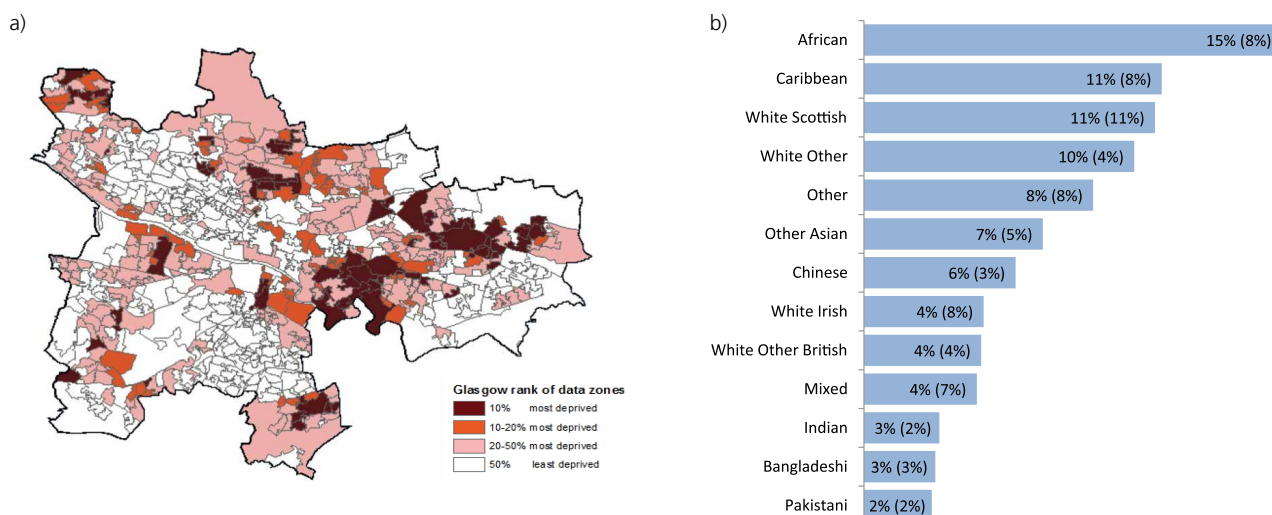 a)
Glasgow rank of data zones
10% most deprived
10-20% most deprived
20-50% most deprived
50% least deprived
b)
African 15% (8%)
Caribbean 11% (8%)
White Scottish 11% (11%)
White Other 10% (4%)
Other 8% (8%)
Other Asian 7% (5%)
Chinese 6% (3%)
White Irish 4% (8%)
White Other British 4% (4%)
Mixed 4% (7%)
Indian 3% (2%)
Bangladeshi 3% (3%)
Pakistani 2% (2%)